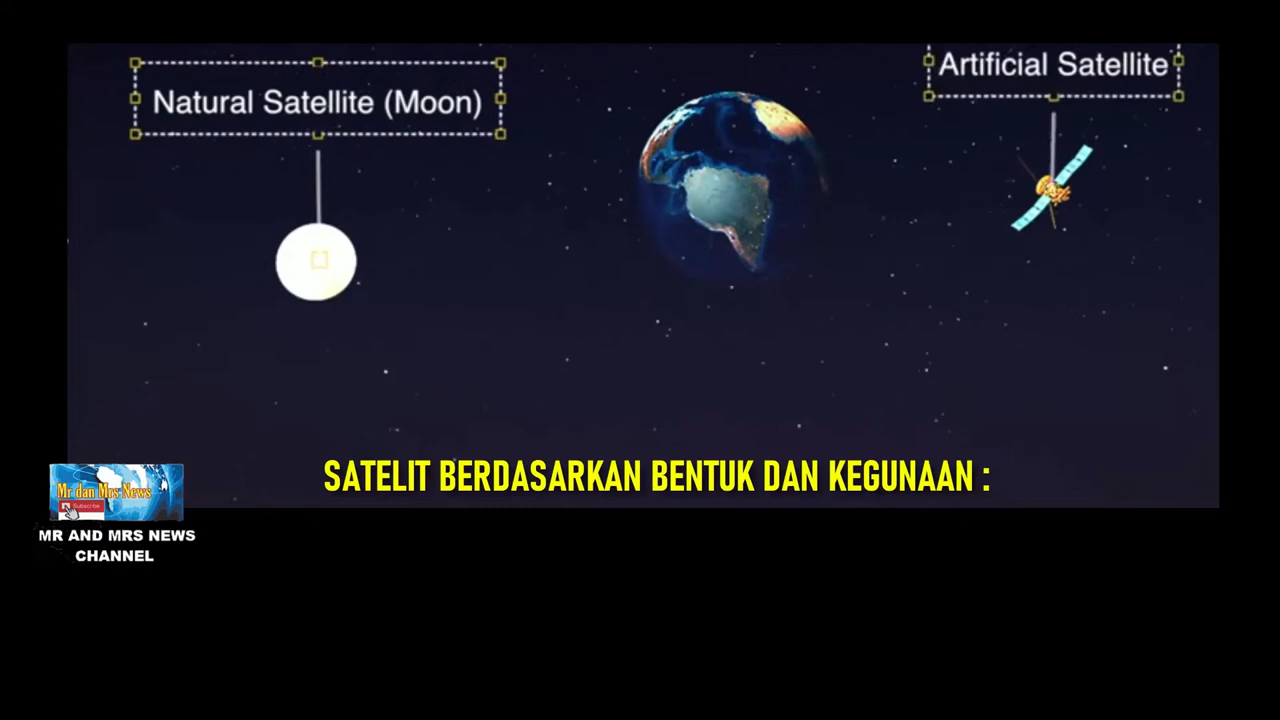 Natural Satellite (Moon)
Artificial Satellite
SATELIT BERDASARKAN BENTUK DAN KEGUNAAN :
Mr dan Mrs News
Subscribe
MR AND MRS NEWS
CHANNEL